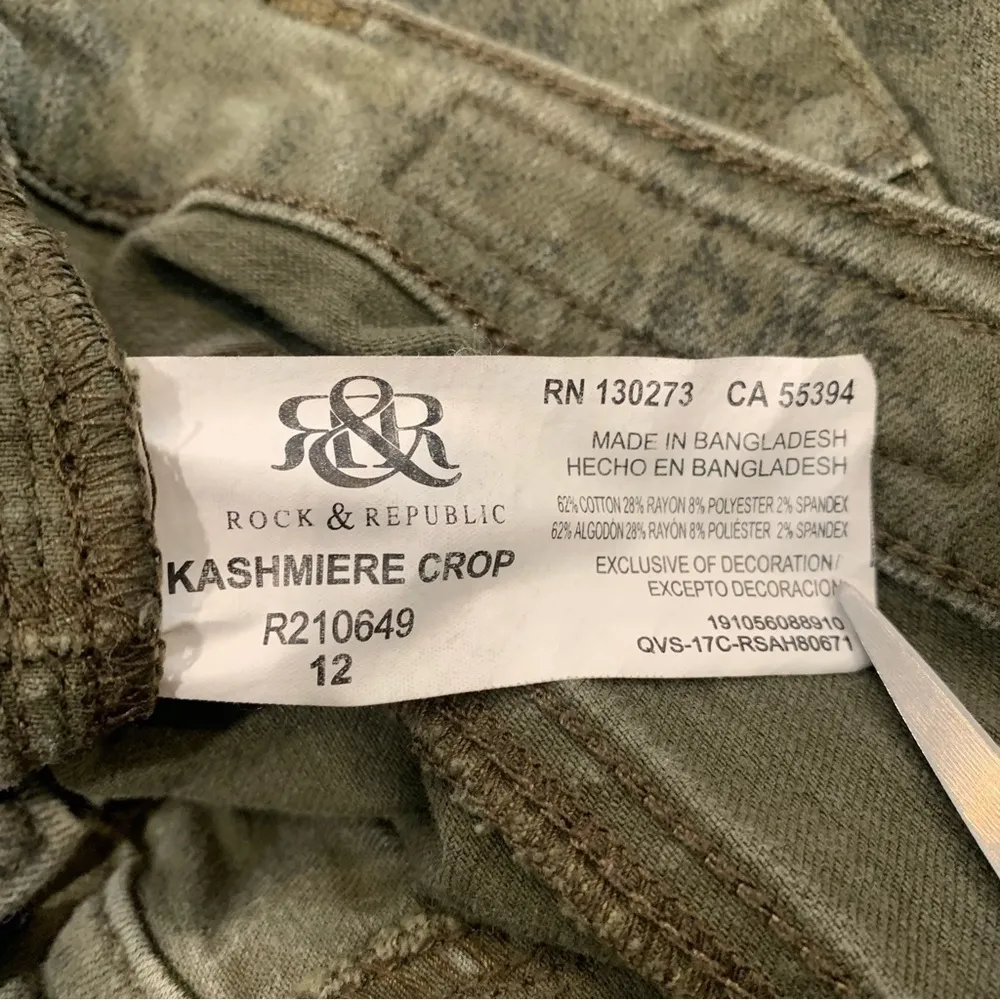 R&R
ROCK & REPUBLIC
KASHMIERE CROP
R210649
12
RN 130273 CA 55394
MADE IN BANGLADESH
HECHO EN BANGLADESH
62% COTTON 28% RAYON 8% POLYESTER 2% SPANDEX
62% ALGODÓN 28% RAYÓN 8% POLIÉSTER 2% SPANDEX
EXCLUSIVE OF DECORATION/
EXCEPTO DECORACION
191056088910
QVS-17C-RSAH80671